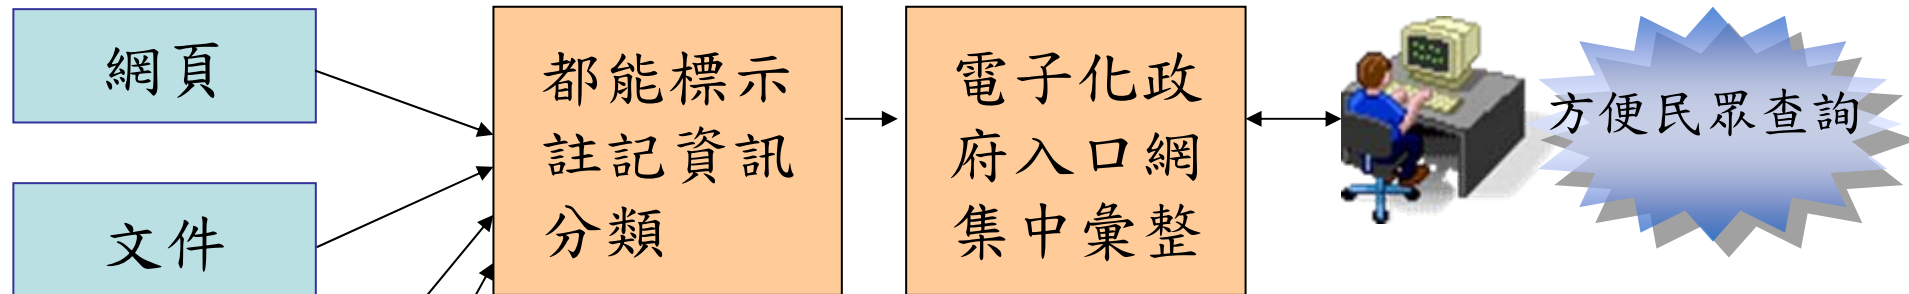 網頁
文件
都能標示
註記資訊
分類
電子化政
府入口網
集中彙整
方便民眾查詢